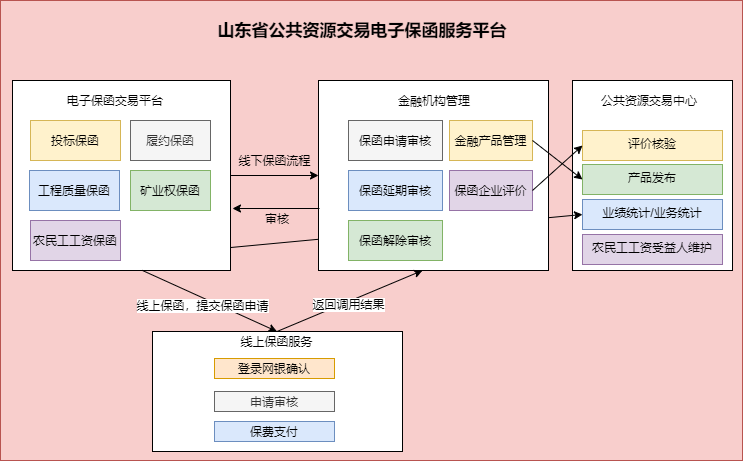 山东省公共资源交易电子保函服务平台
电子保函交易平台
投标保函
履约保函
工程质量保函
矿业权保函
农民工工资保函
线下保函流程
审核
金融机构管理
保函申请审核
金融产品管理
保函延期审核
保函企业评价
保函解除审核
公共资源交易中心
评价核验
产品发布
业绩统计/业务统计
农民工工资受益人维护
线上保函，提交保函申请
返回调用结果
线上保函服务
登录网银确认
申请审核
保费支付